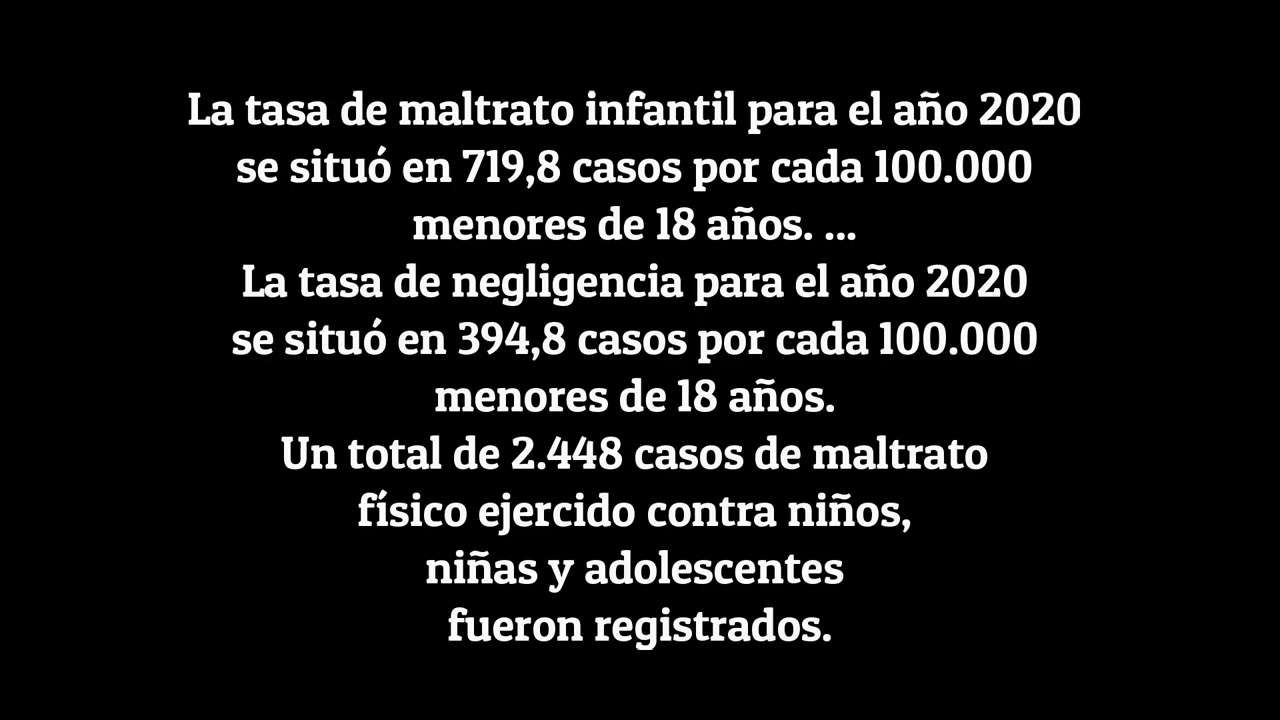 La tasa de maltrato infantil para el año 2020
se situó en 719,8 casos por cada 100.000
menores de 18 años. ...
La tasa de negligencia para el año 2020
se situó en 394,8 casos por cada 100.000
menores de 18 años.
Un total de 2.448 casos de maltrato
físico ejercido contra niños,
niñas y adolescentes
fueron registrados.